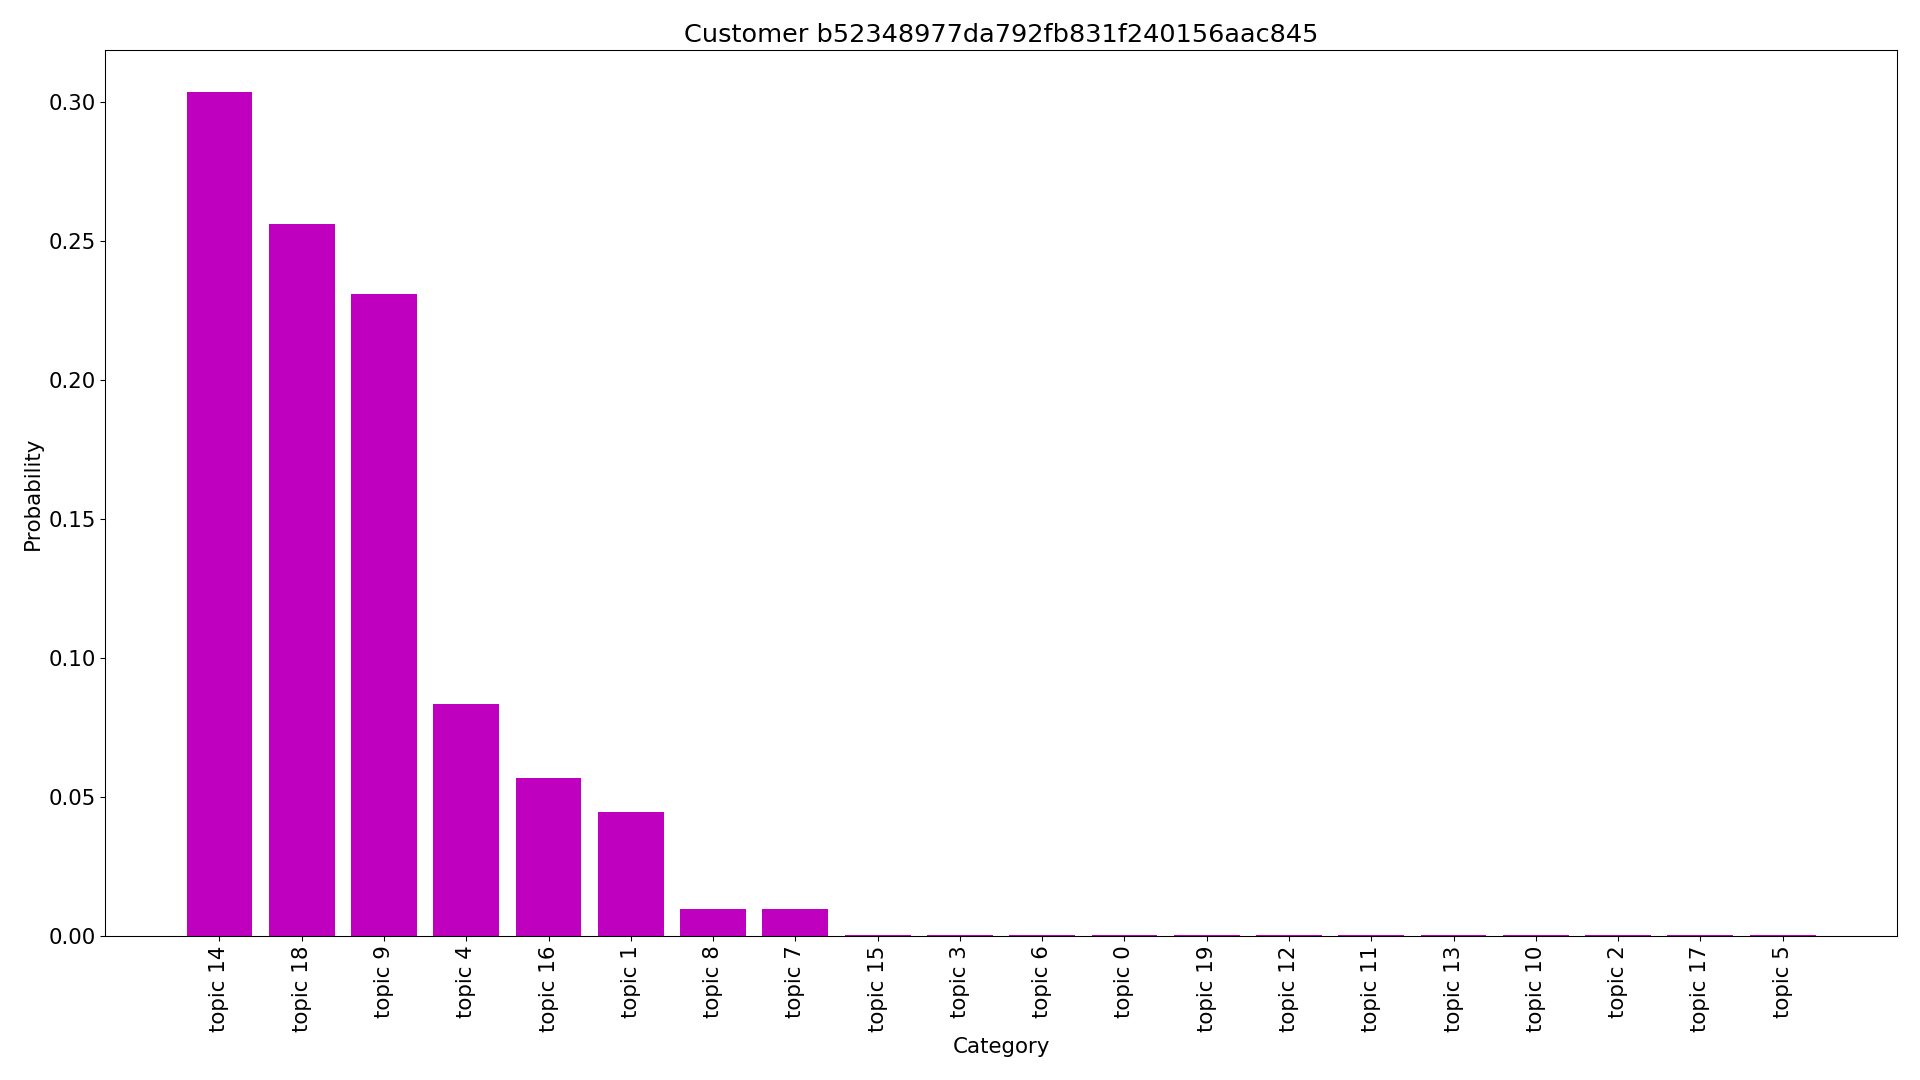 Customer b52348977da792fb831f240156aac845
0.30
0.25
0.20
0.15
0.10
0.05
0.00
Probability
topic 14
topic 18
topic 9
topic 4
topic 16
topic 1
topic 8
topic 7
topic 15
topic 3
topic 6
topic 0
topic 19
topic 12
topic 11
topic 13
topic 10
topic 2
topic 17
topic 5
Category